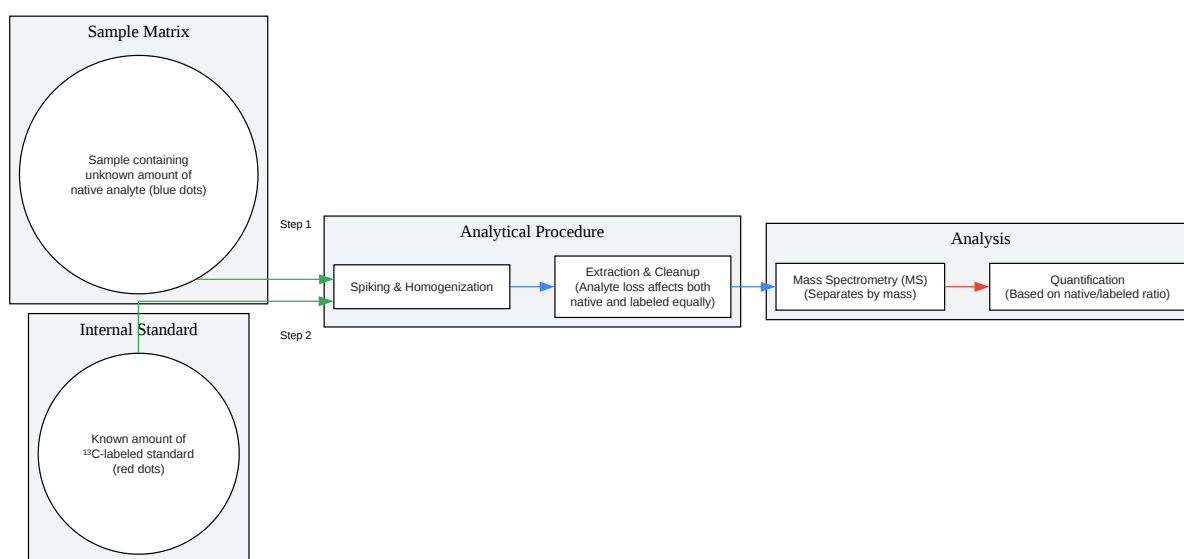 Sample Matrix
Sample containing
unknown amount of
native analyte (blue dots)
Step 1
Analytical Procedure
Spiking & Homogenization
Extraction & Cleanup
(Analyte loss affects both
native and labeled equally)
Analysis
Mass Spectrometry (MS)
(Separates by mass)
Quantification
(Based on native/labeled ratio)
Step 2
Internal Standard
Known amount of
¹³C-labeled standard
(red dots)